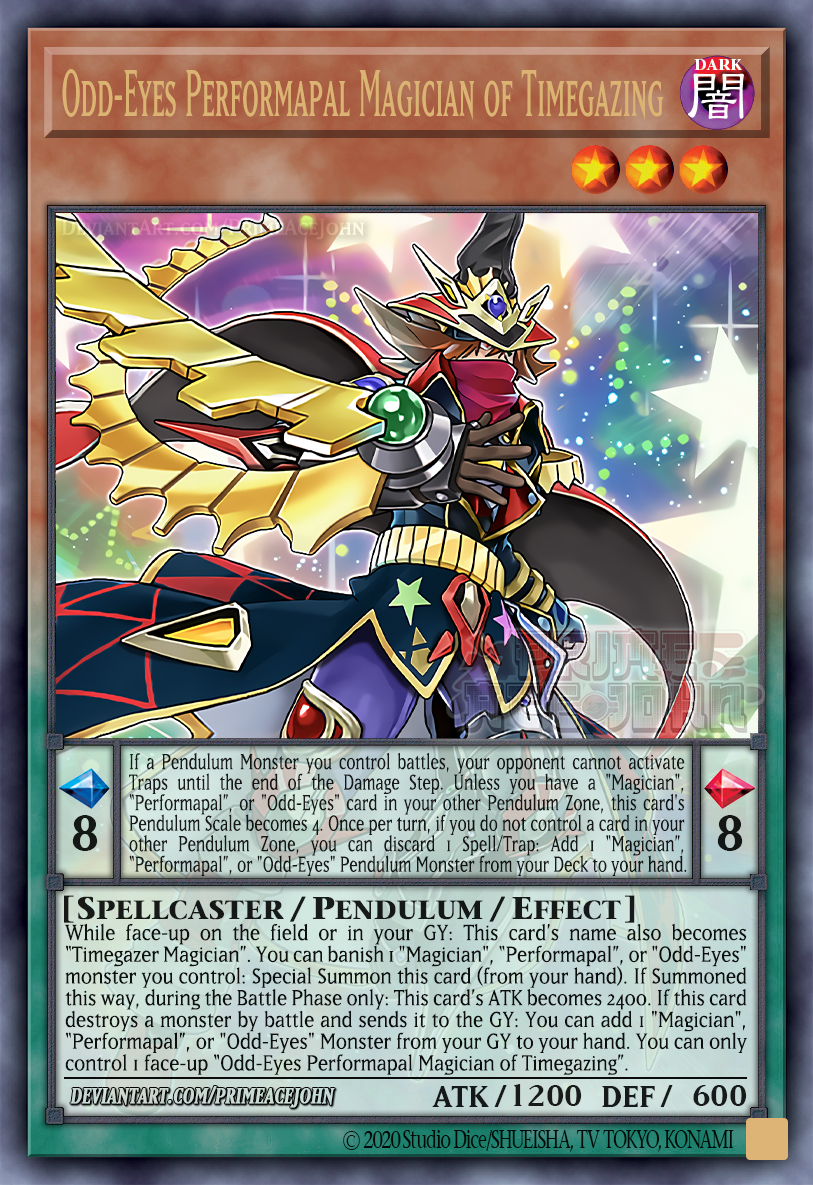 ODD-EYES PERFORMAPAL MAGICIAN OF TIMEGAZING
DARK
闇
DEVIANTART.COM/PRIMEACEJOHN
PRIME
ACE JOHN
If a Pendulum Monster you control battles, your opponent cannot activate
Traps until the end of the Damage Step. Unless you have a "Magician",
"Performapal", or "Odd-Eyes" card in your other Pendulum Zone, this card's
Pendulum Scale becomes 4. Once per turn, if you do not control a card in your
other Pendulum Zone, you can discard 1 Spell/Trap: Add 1 "Magician",
"Performapal", or "Odd-Eyes" Pendulum Monster from your Deck to your hand.
8
8
[SPELLCASTER / PENDULUM / EFFECT]
While face-up on the field or in your GY: This card's name also becomes
"Timegazer Magician". You can banish 1 "Magician", "Performapal", or "Odd-Eyes"
monster you control: Special Summon this card (from your hand). If Summoned
this way, during the Battle Phase only: This card's ATK becomes 2400. If this card
destroys a monster by battle and sends it to the GY: You can add 1 "Magician",
"Performapal", or "Odd-Eyes" Monster from your GY to your hand. You can only
control 1 face-up "Odd-Eyes Performapal Magician of Timegazing".
DEVIANTART.COM/PRIMEACEJOHN
ATK / 1200 DEF / 600
© 2020 Studio Dice/SHUEISHA, TV TOKYO, KONAMI